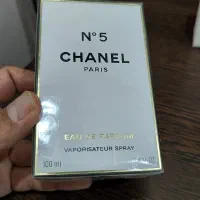 N°5
CHANEL
PARIS
EAU DE PARFUM
VAPORISATEUR SPRAY
100 ml